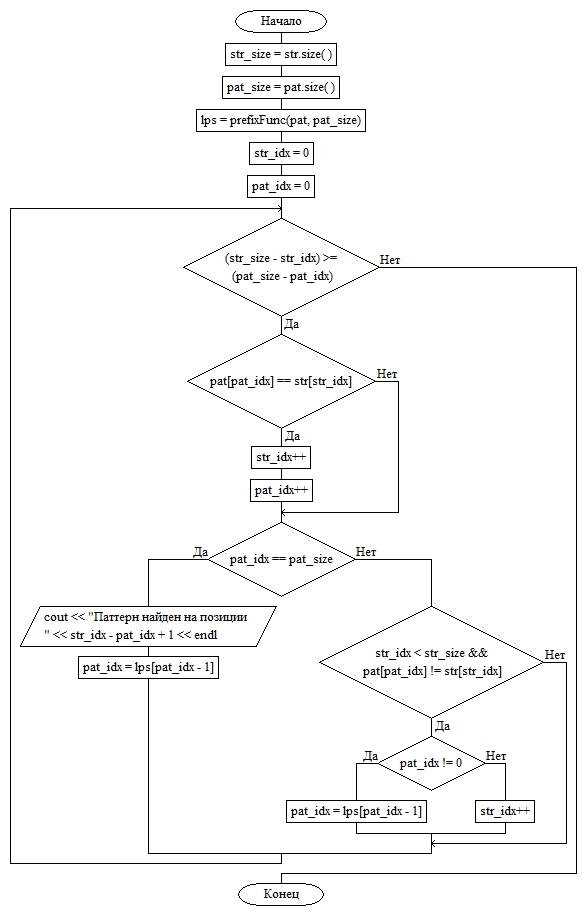 Начало
str_size = str.size( )
pat_size = pat.size( )
lps = prefixFunc(pat, pat_size)
str_idx = 0
pat_idx = 0
(str_size - str_idx) >=
(pat_size - pat_idx)
Нет
Да
pat[pat_idx] == str[str_idx]
Нет
Да
str_idx++
pat_idx++
Да
pat_idx == pat_size
Нет
cout << "Паттерн найден на позиции
" << str_idx - pat_idx + 1 << endl
pat_idx = lps[pat_idx - 1]
str_idx < str_size &&
pat[pat_idx] != str[str_idx]
Нет
Да
Да
pat_idx != 0
Нет
pat_idx = lps[pat_idx - 1]
str_idx++
Конец